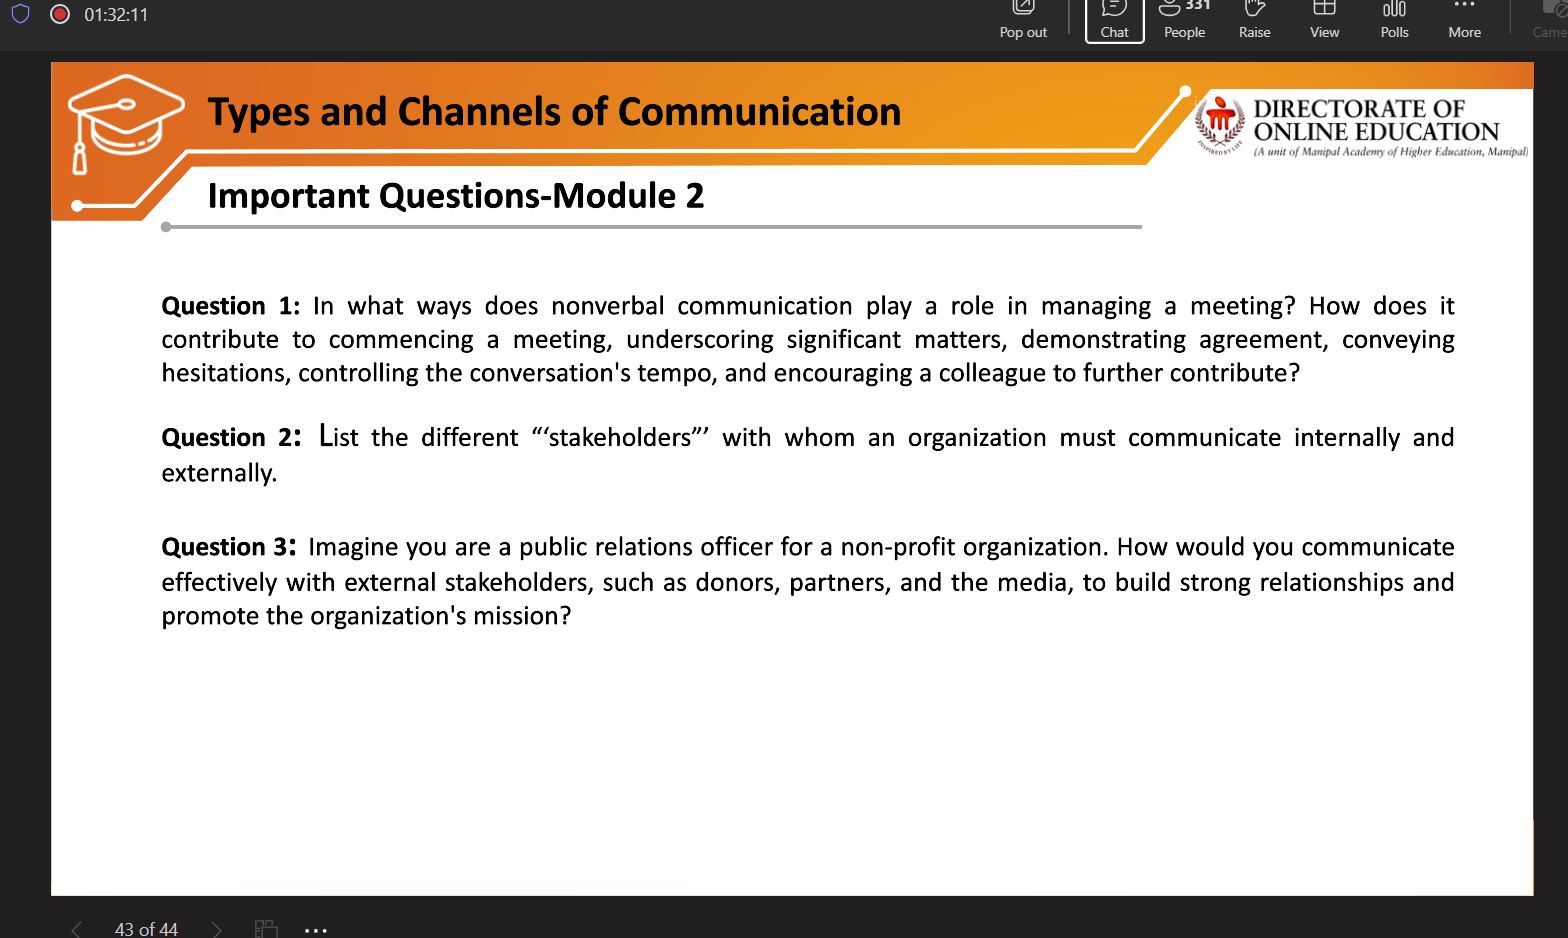 01:32:11
331
Pop out Chat People Raise View Polls More
Types and Channels of Communication
DIRECTORATE OF
ONLINE EDUCATION
(A unit of Manipal Academy of Higher Education, Manipal)
INSPIRED BY LIFE
Important Questions-Module 2
Question 1: In what ways does nonverbal communication play a role in managing a meeting? How does it
contribute to commencing a meeting, underscoring significant matters, demonstrating agreement, conveying
hesitations, controlling the conversation's tempo, and encouraging a colleague to further contribute?
Question 2: List the different “‘stakeholders”’ with whom an organization must communicate internally and
externally.
Question 3: Imagine you are a public relations officer for a non-profit organization. How would you communicate
effectively with external stakeholders, such as donors, partners, and the media, to build strong relationships and
promote the organization's mission?
43 of 44